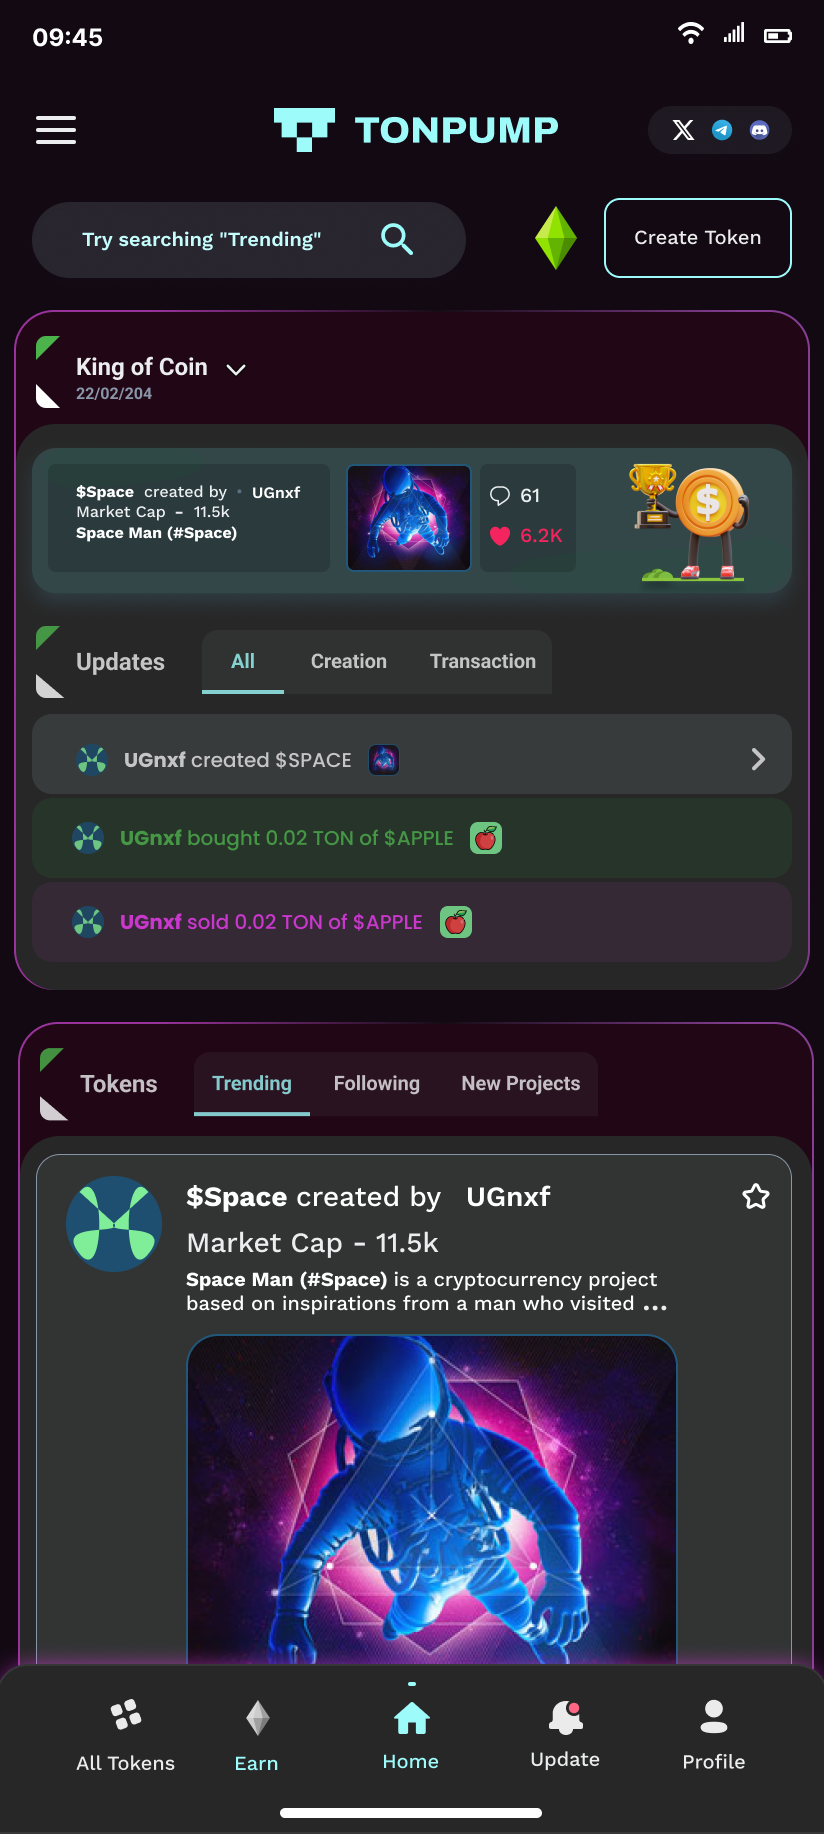 09:45
TONPUMP
Try searching "Trending"
Create Token
King of Coin
22/02/204
$Space created by • UGnxf
Market Cap - 11.5k
Space Man (#Space)
61
6.2K
$
Updates
All Creation Transaction
UGnxf created $SPACE
UGnxf bought 0.02 TON of $APPLE
UGnxf sold 0.02 TON of $APPLE
Tokens
Trending Following New Projects
$Space created by UGnxf
Market Cap - 11.5k
Space Man (#Space) is a cryptocurrency project
based on inspirations from a man who visited ...
All Tokens Earn Home Update Profile